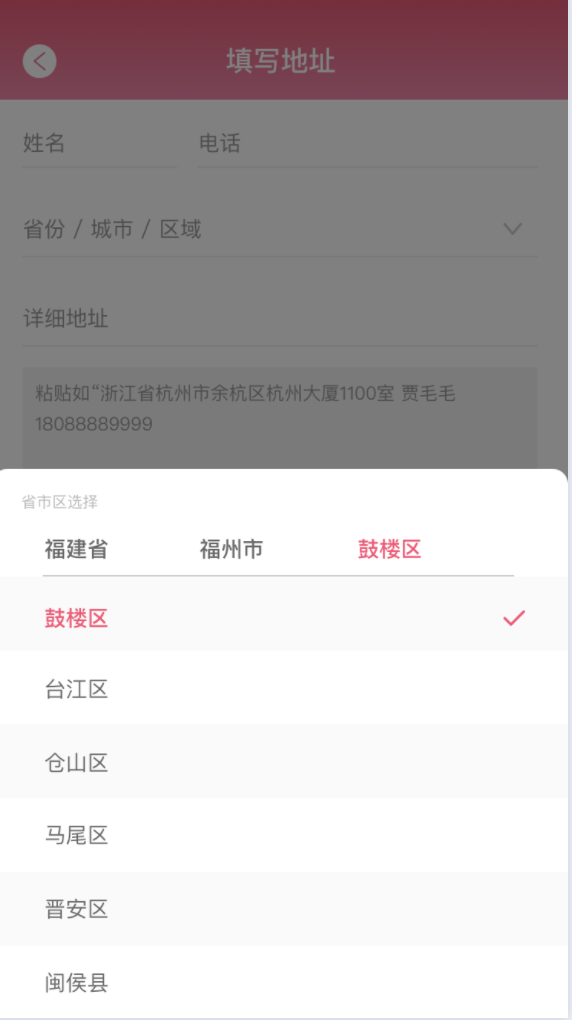 填写地址
姓名 电话
省份 / 城市 / 区域
详细地址
粘贴如“浙江省杭州市余杭区杭州大厦1100室 贾毛毛
18088889999
省市区选择
福建省 福州市 鼓楼区
鼓楼区
台江区
仓山区
马尾区
晋安区
闽侯县